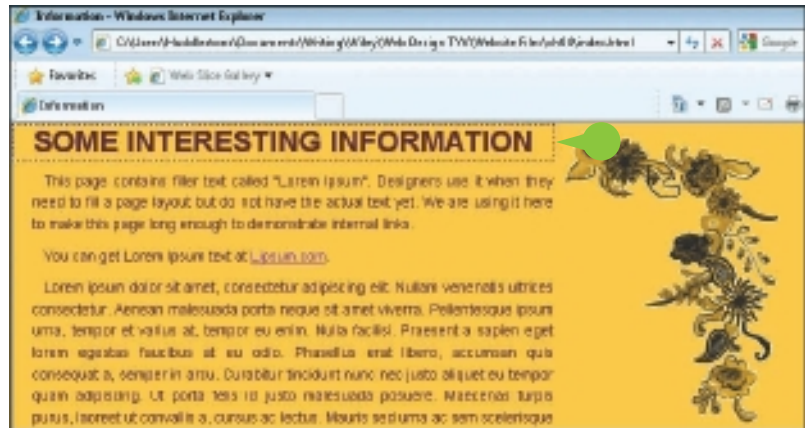 Information - Windows Internet Explorer
Google
Favorites Web Slice Gallery
Information
SOME INTERESTING INFORMATION
This page contains filler text called "Lorem Ipsum". Designers use it when they
need to fill a page layout but do not have the actual text yet. We are using it here
to make this page long enough to demonstrate internal links.
You can get Lorem Ipsum text at Lipsum.com.
Lorem ipsum dolor sit amet, consectetur adipiscing elit. Nullam venenatis ultrices
consectetur. Aenean malesuada porta neque sit amet viverra. Pellentesque ipsum
urna, tempor et varius at, tempor eu enim. Nulla facilisi. Praesent a sapien eget
lorem egestas faucibus at eu odio. Phasellus erat libero, accumsan quis
consequat a, semper in arcu. Curabitur tincidunt nunc nec justo aliquet eu tempor
quam adipiscing. Ut porta felis id justo malesuada posuere. Maecenas turpis
purus, laoreet ut convallis a, cursus ac lectus. Mauris sed urna ac sem scelerisque